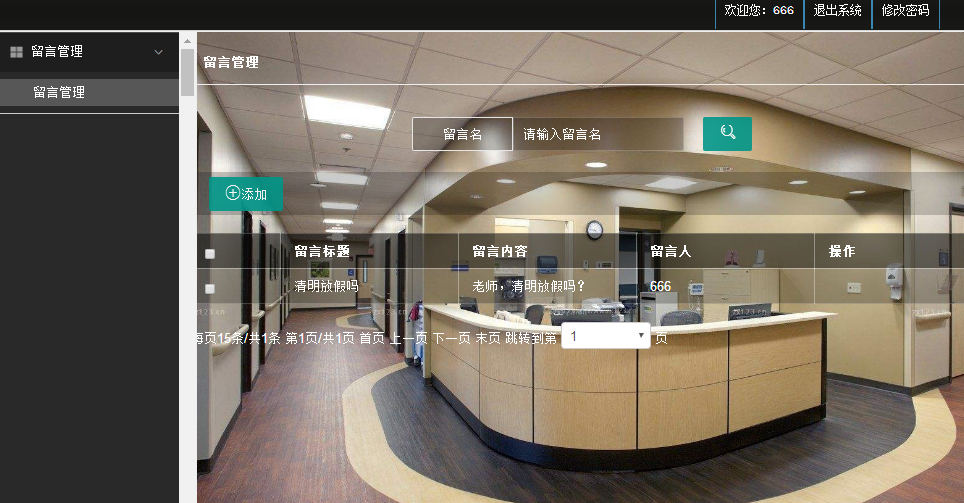 欢迎您：666 退出系统 修改密码
留言管理
留言管理
留言管理
留言名 请输入留言名
添加
留言标题 留言内容 留言人 操作
清明放假吗 老师，清明放假吗？ 666
每页15条/共1条 第1页/共1页 首页 上一页 下一页 末页 跳转到第 1 页